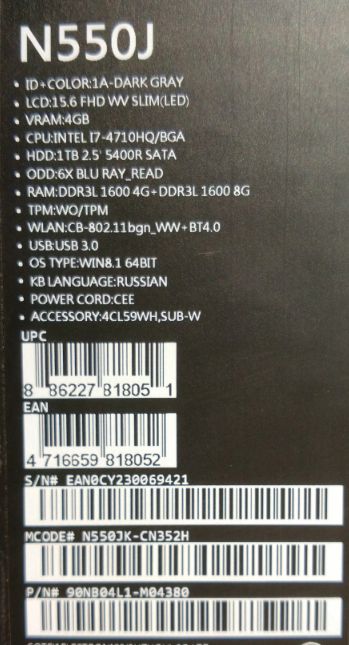 N550J
• ID+COLOR:1A-DARK GRAY
• LCD:15.6 FHD WV SLIM(LED)
• VRAM:4GB
• CPU:INTEL I7-4710HQ/BGA
• HDD:1TB 2.5' 5400R SATA
• ODD:6X BLU RAY_READ
• RAM:DDR3L 1600 4G+DDR3L 1600 8G
• TPM:WO/TPM
• WLAN:CB-802.11bgn_WW+BT4.0
• USB:USB 3.0
• OS TYPE:WIN8.1 64BIT
• KB LANGUAGE:RUSSIAN
• POWER CORD:CEE
• ACCESSORY:4CL59WH,SUB-W
UPC
8 86227 81805 1
EAN
4 716659 818052
S/N# EAN0CY230069421
MCODE# N550JK-CN352H
P/N# 90NB04L1-M04380